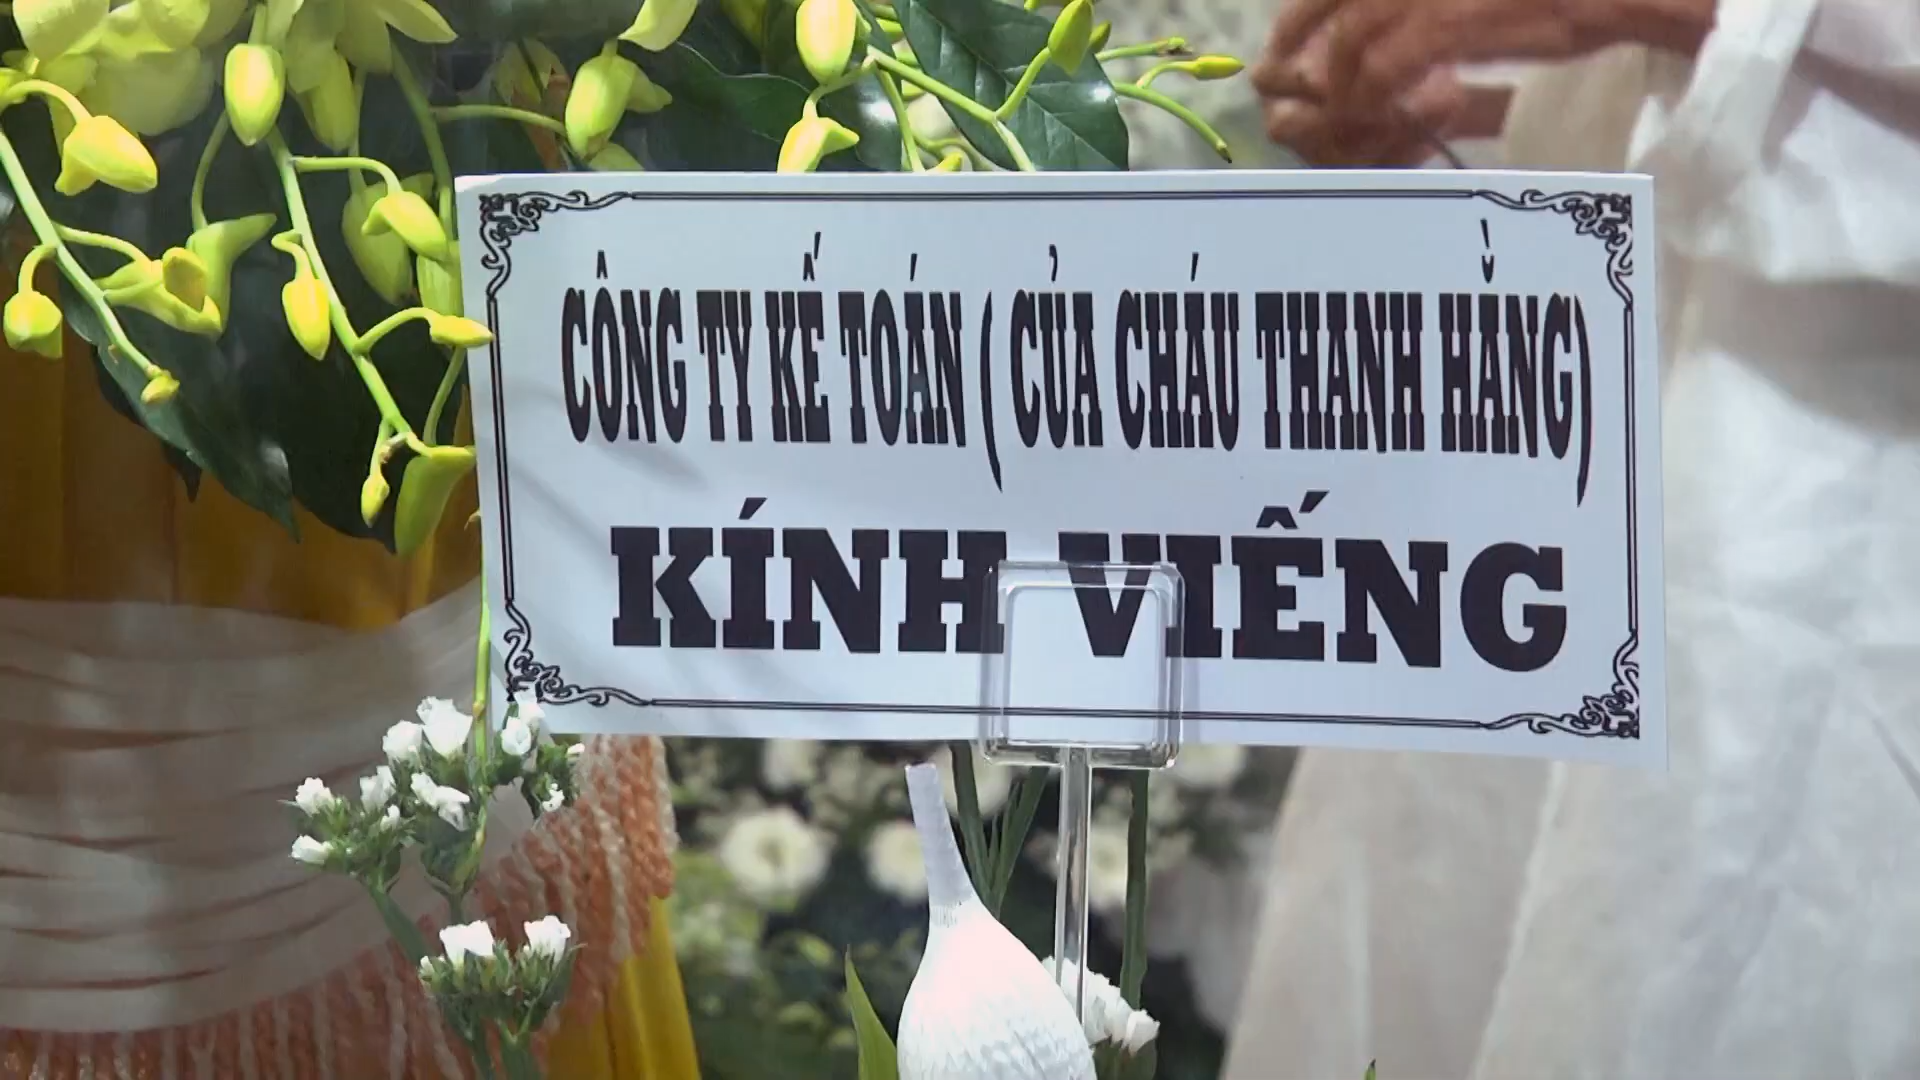 CÔNG TY KẾ TOÁN ( CỦA CHÁU THANH HẰNG)
KÍNH VIẾNG